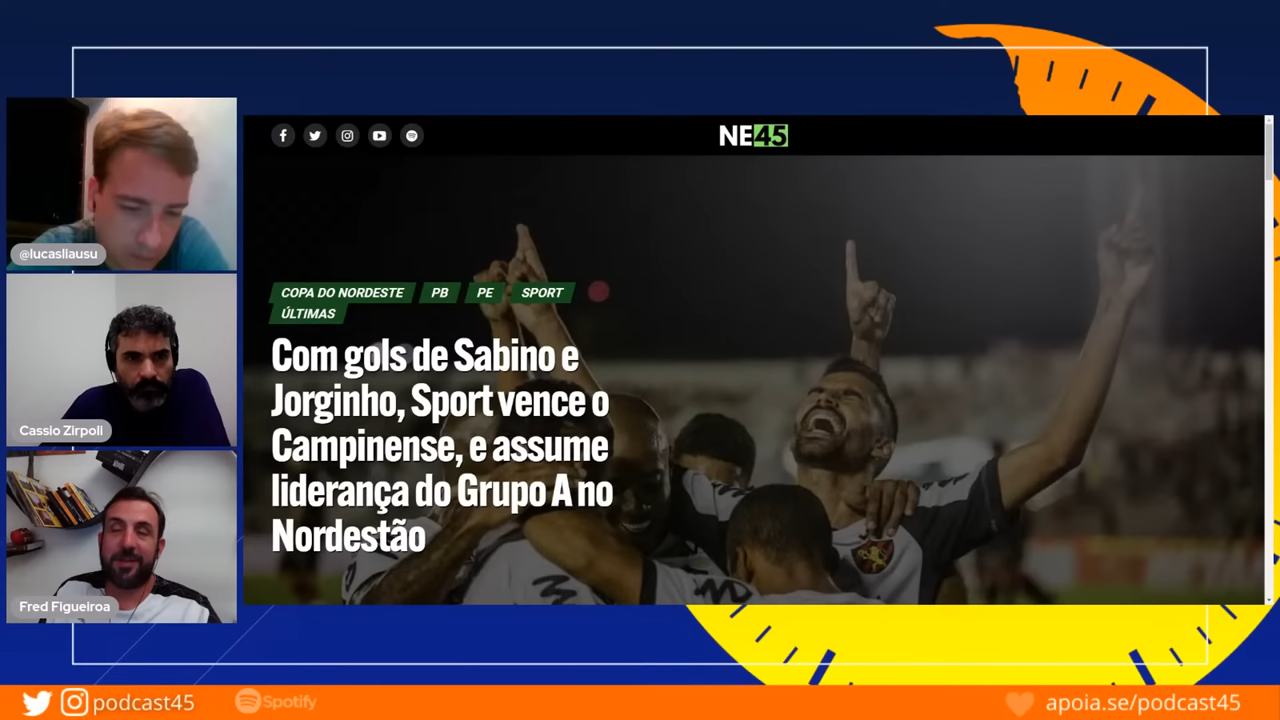 @lucasliausu
Cassio Zirpoli
Fred Figueiroa
NE45
COPA DO NORDESTE PB PE SPORT
ÚLTIMAS
Com gols de Sabino e
Jorginho, Sport vence o
Campinense, e assume
liderança do Grupo A no
Nordestão
podcast45
Spotify
apoia.se/podcast45